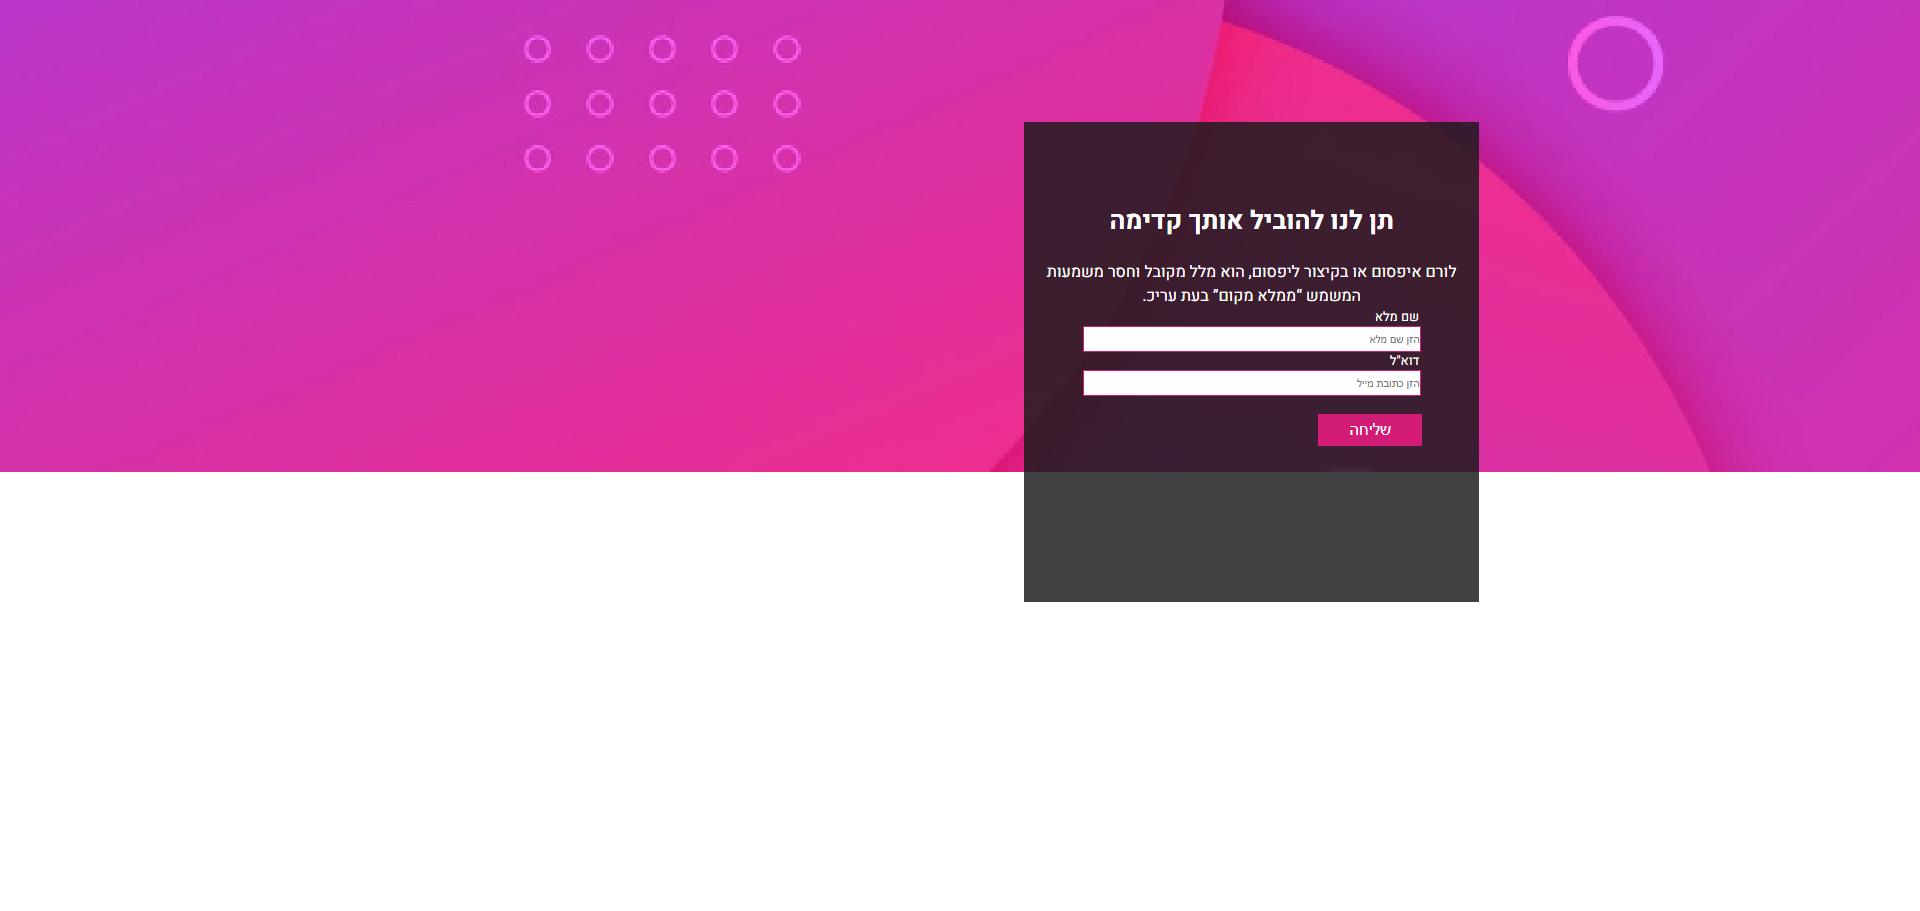 תן לנו להוביל אותך קדימה
לורם איפסום או בקיצור ליפסום, הוא מלל מקובל וחסר משמעות
המשמש “ממלא מקום” בעת עריכ.
שם מלא
הזן שם מלא
דוא"ל
הזן כתובת מייל
שליחה